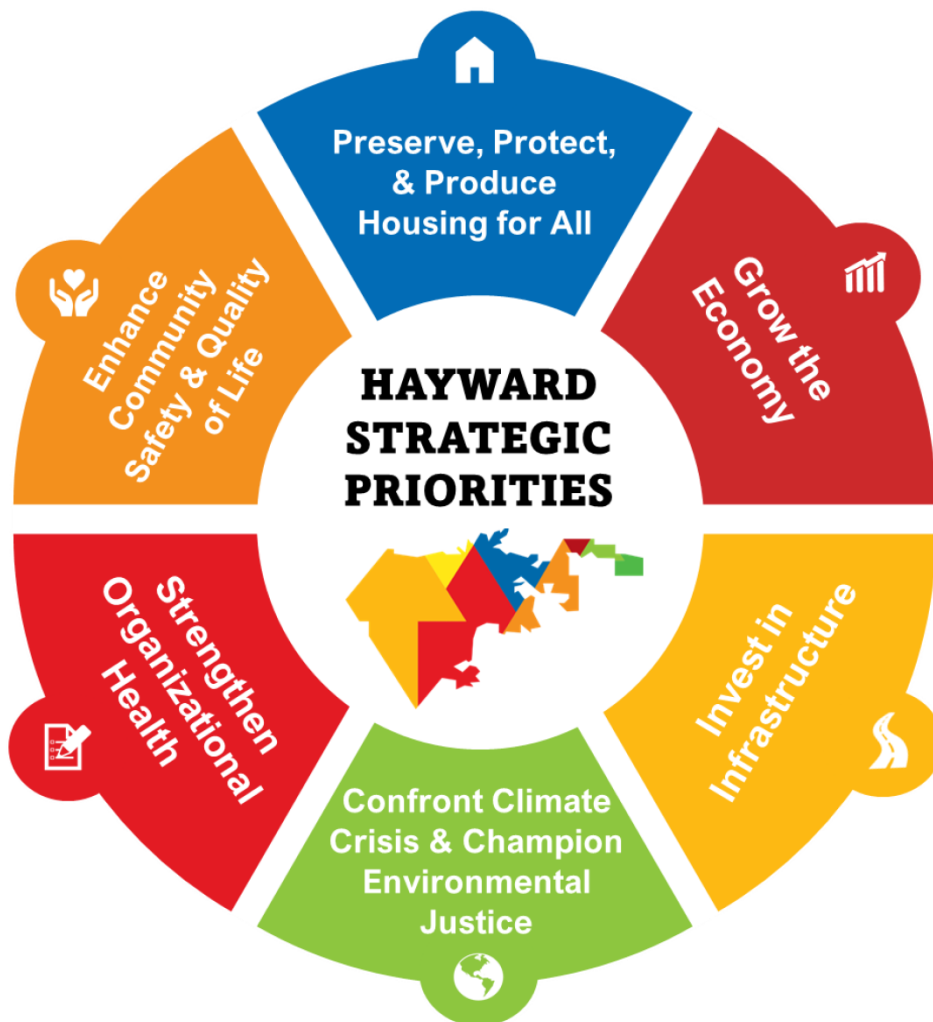 Preserve, Protect,
& Produce
Housing for All
Grow the
Economy
Invest in
Infrastructure
Confront Climate
Crisis & Champion
Environmental
Justice
Strengthen
Organizational
Health
Enhance
Community
Safety & Quality
of Life
HAYWARD
STRATEGIC
PRIORITIES